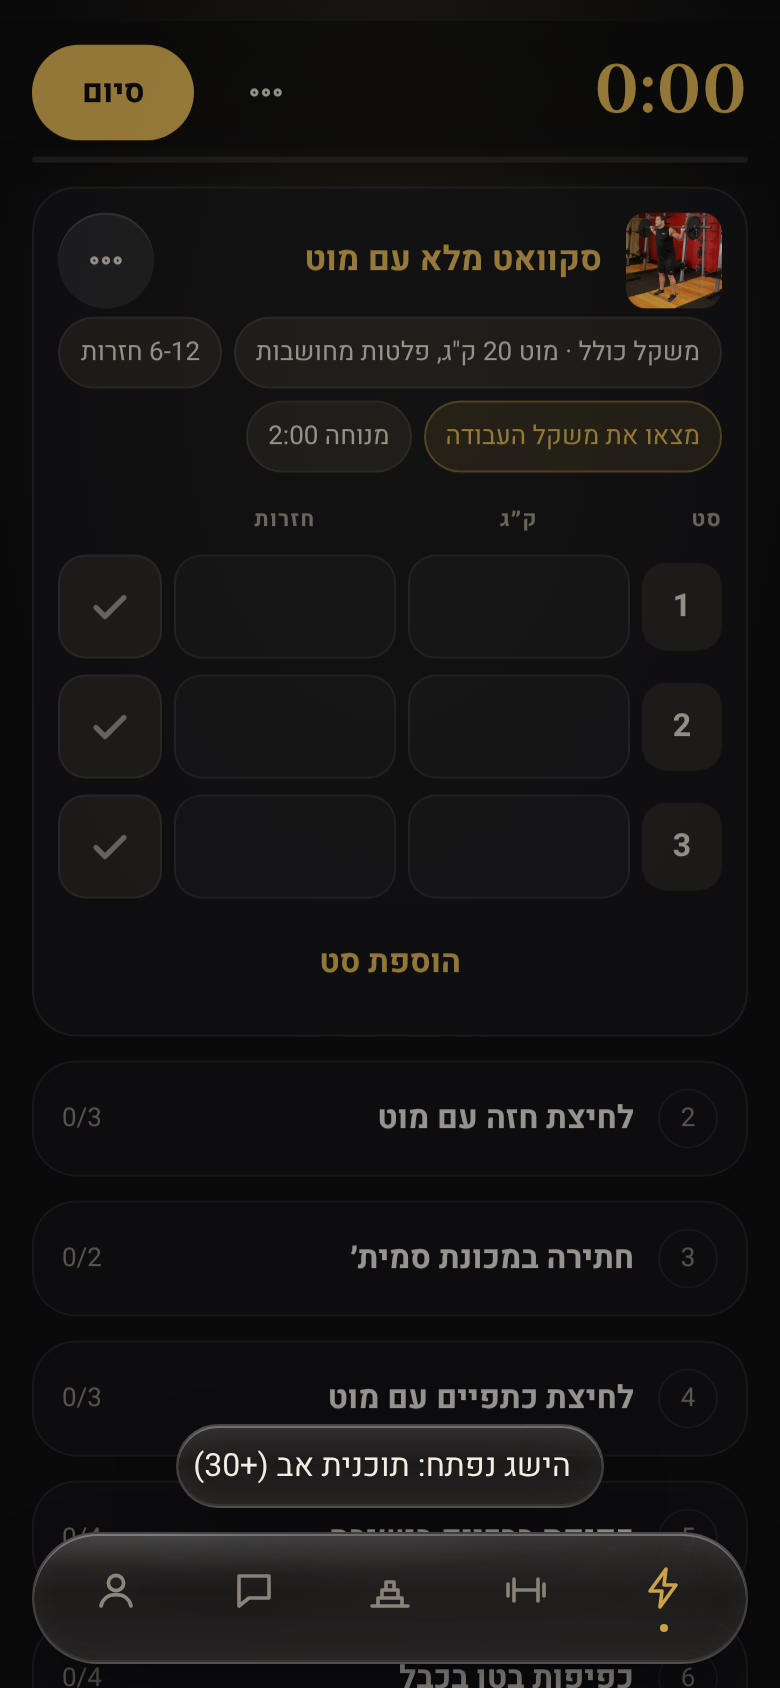 0:00 סיום
סקוואט מלא עם מוט
משקל כולל · מוט 20 ק"ג, פלטות מחושבות 6-12 חזרות
מצאו את משקל העבודה מנוחה 2:00
סט ק״ג חזרות
1
2
3
הוספת סט
2 לחיצת חזה עם מוט 0/3
3 חתירה במכונת סמית׳ 0/2
4 לחיצת כתפיים עם מוט 0/3
הישג נפתח: תוכנית אב (+30)
5 0/4
6 כפיפות בטן בכבל 0/4